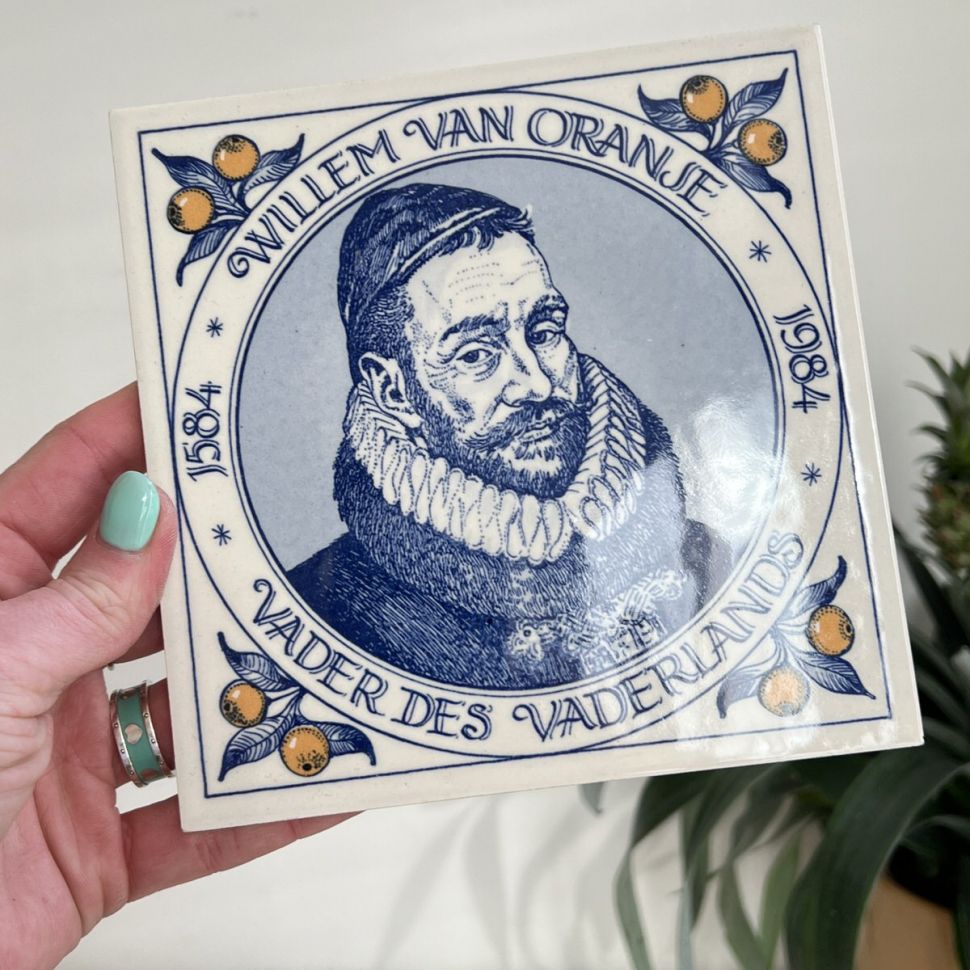 WILLEM VAN ORANJE
1584
1984
VADER DES VADERLANDS